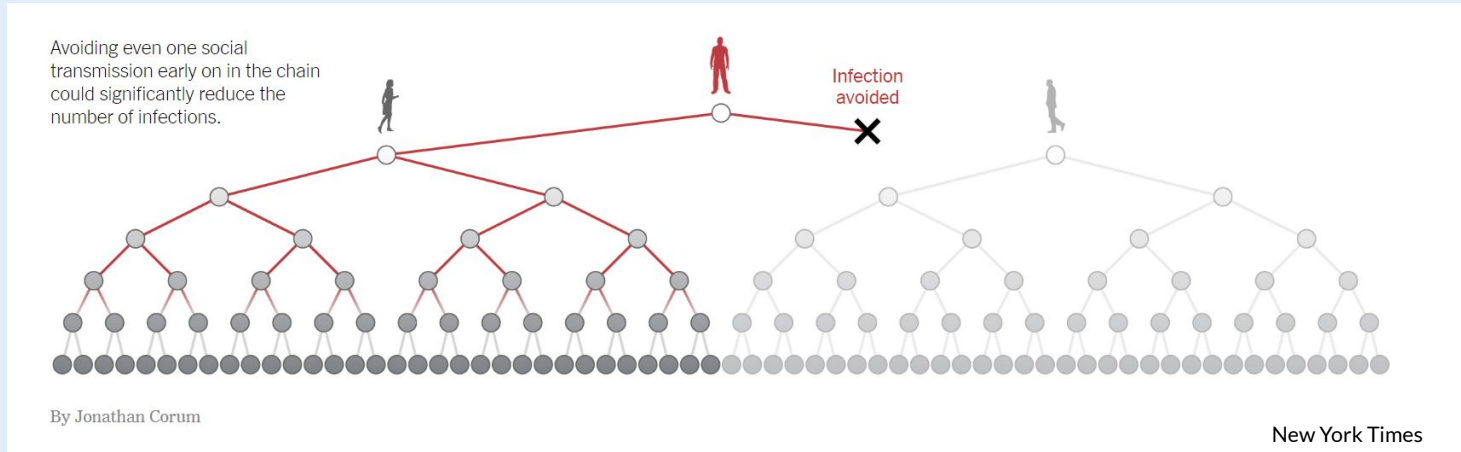 Avoiding even one social
transmission early on in the chain
could significantly reduce the
number of infections.
Infection
avoided
By Jonathan Corum
New York Times